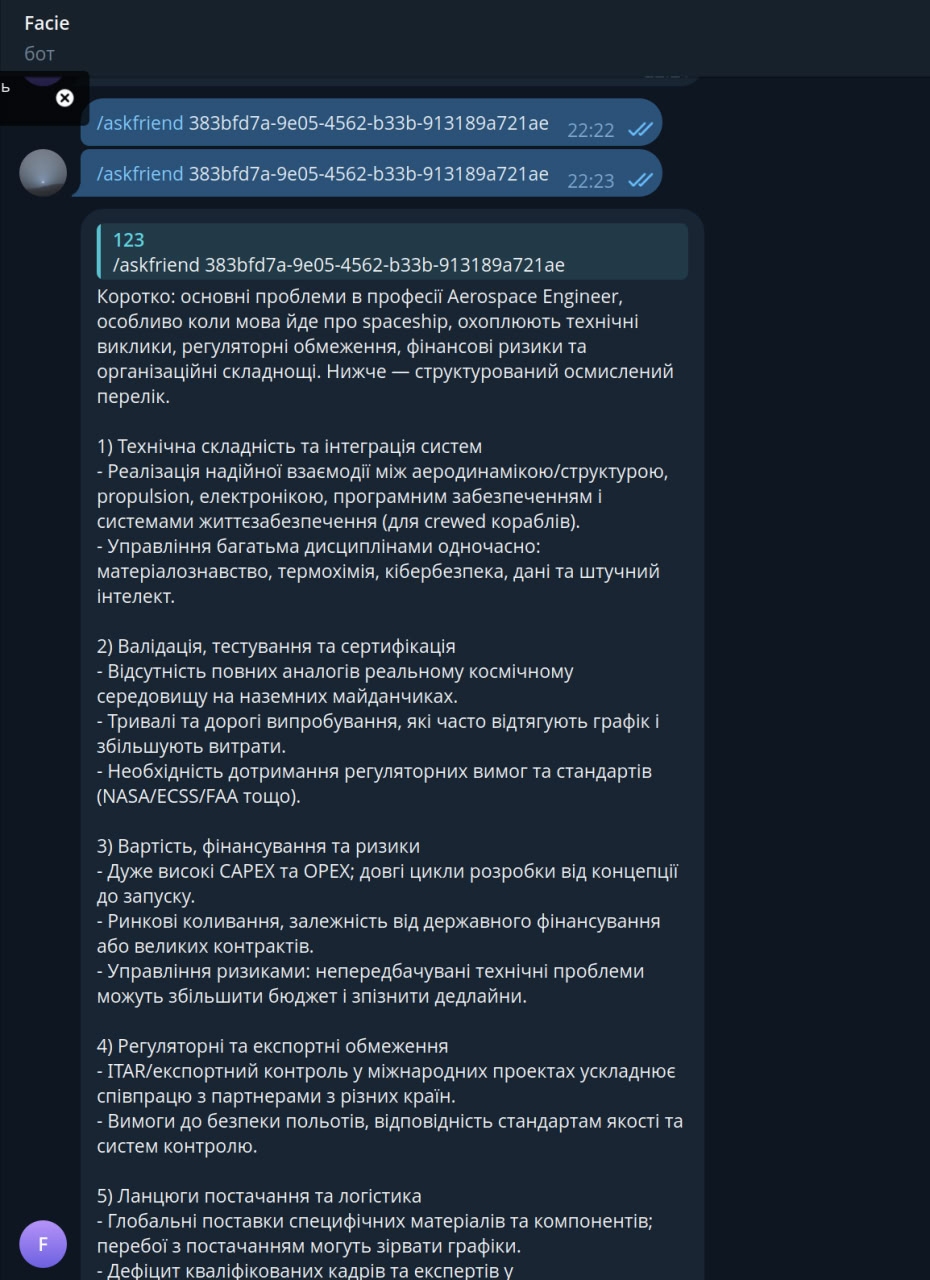 Facie
бот
ь
/askfriend 383bfd7a-9e05-4562-b33b-913189a721ae 22:22
/askfriend 383bfd7a-9e05-4562-b33b-913189a721ae 22:23
123
/askfriend 383bfd7a-9e05-4562-b33b-913189a721ae
Коротко: основні проблеми в професії Aerospace Engineer,
особливо коли мова йде про spaceship, охоплюють технічні
виклики, регуляторні обмеження, фінансові ризики та
організаційні складнощі. Нижче — структурований осмислений
перелік.
1) Технічна складність та інтеграція систем
- Реалізація надійної взаємодії між аеродинамікою/структурою,
propulsion, електронікою, програмним забезпеченням і
системами життєзабезпечення (для crewed кораблів).
- Управління багатьма дисциплінами одночасно:
матеріалознавство, термохімія, кібербезпека, дані та штучний
інтелект.
2) Валідація, тестування та сертифікація
- Відсутність повних аналогів реальному космічному
середовищу на наземних майданчиках.
- Тривалі та дорогі випробування, які часто відтягують графік і
збільшують витрати.
- Необхідність дотримання регуляторних вимог та стандартів
(NASA/ECSS/FAA тощо).
3) Вартість, фінансування та ризики
- Дуже високі CAPEX та OPEX; довгі цикли розробки від концепції
до запуску.
- Ринкові коливання, залежність від державного фінансування
або великих контрактів.
- Управління ризиками: непередбачувані технічні проблеми
можуть збільшити бюджет і зпізнити дедлайни.
4) Регуляторні та експортні обмеження
- ITAR/експортний контроль у міжнародних проектах ускладнює
співпрацю з партнерами з різних країн.
- Вимоги до безпеки польотів, відповідність стандартам якості та
систем контролю.
5) Ланцюги постачання та логістика
- Глобальні поставки специфічних матеріалів та компонентів;
перебої з постачанням можуть зірвати графіки.
F
- Дефіцит кваліфікованих кадрів та експертів у